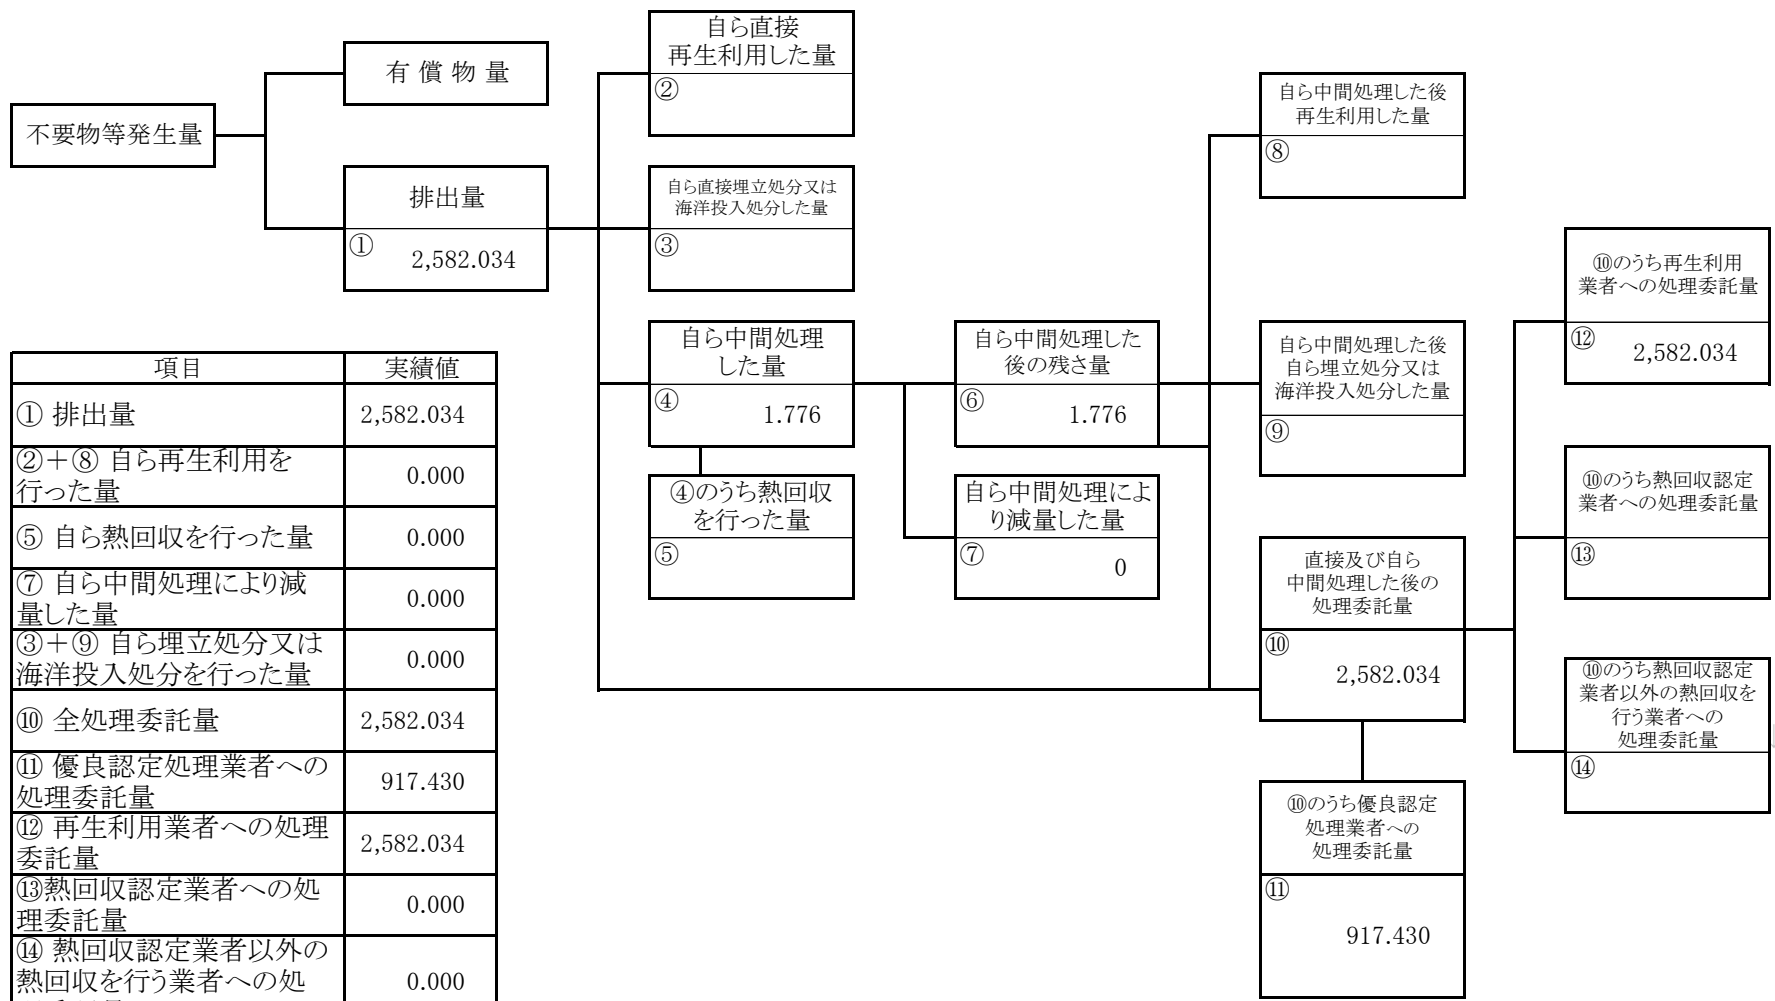 不要物等発生量
有 償 物 量
排出量
①
2,582.034
自ら直接
再生利用した量
②
自ら直接埋立処分又は
海洋投入処分した量
③
自ら中間処理
した量
④
1.776
④のうち熱回収
を行った量
⑤
自ら中間処理した
後の残さ量
⑥
1.776
自ら中間処理によ
り減量した量
⑦
0
自ら中間処理した後
再生利用した量
⑧
自ら中間処理した後
自ら埋立処分又は
海洋投入処分した量
⑨
直接及び自ら
中間処理した後の
処理委託量
⑩
2,582.034
⑩のうち優良認定
処理業者への
処理委託量
⑪
917.430
⑩のうち再生利用
業者への処理委託量
⑫
2,582.034
⑩のうち熱回収認定
業者への処理委託量
⑬
⑩のうち熱回収認定
業者以外の熱回収を
行う業者への
処理委託量
⑭
項目 実績値
① 排出量 2,582.034
②＋⑧ 自ら再生利用を
行った量 0.000
⑤ 自ら熱回収を行った量 0.000
⑦ 自ら中間処理により減
量した量 0.000
③＋⑨ 自ら埋立処分又は
海洋投入処分を行った量 0.000
⑩ 全処理委託量 2,582.034
⑪ 優良認定処理業者への
処理委託量 917.430
⑫ 再生利用業者への処理
委託量 2,582.034
⑬熱回収認定業者への処
理委託量 0.000
⑭ 熱回収認定業者以外の
熱回収を行う業者への処 0.000